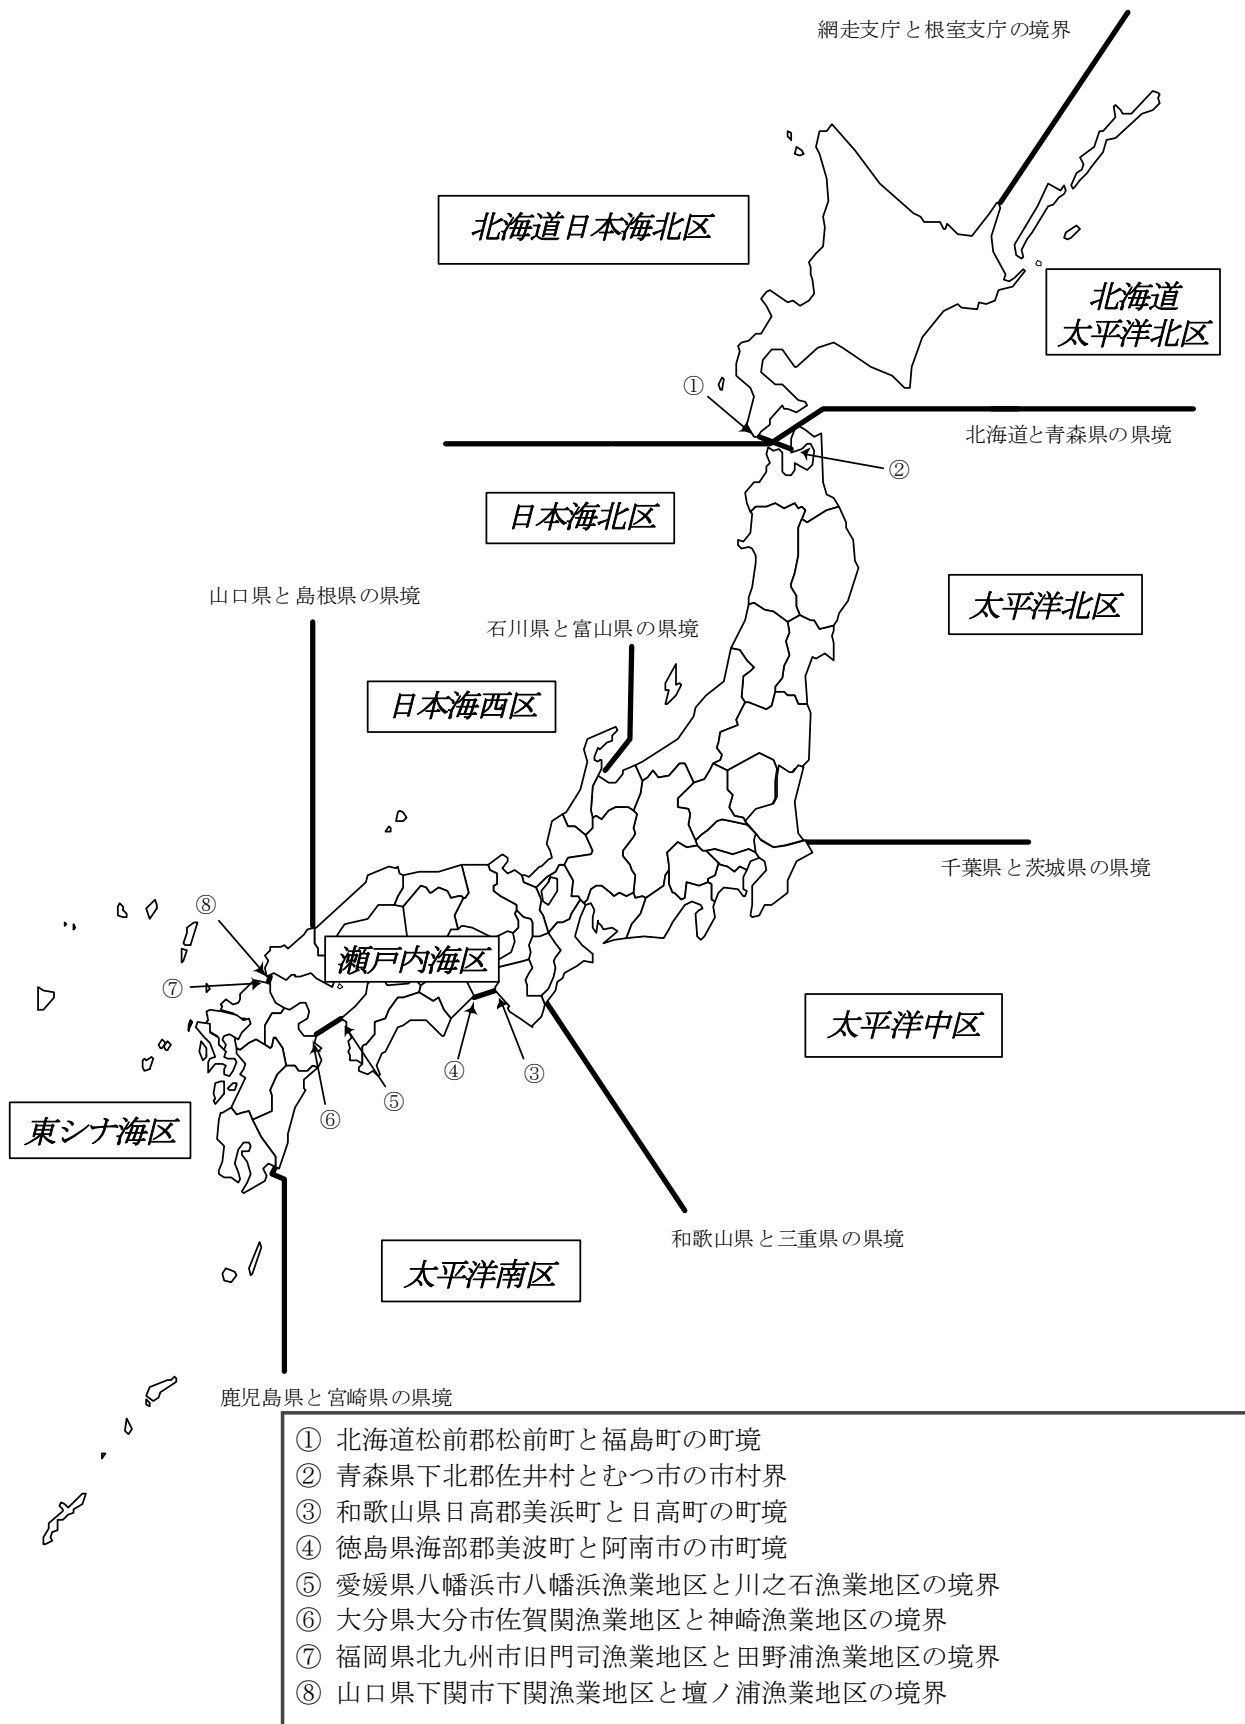 網走支庁と根室支庁の境界
北海道日本海北区
北海道
太平洋北区
①
北海道と青森県の県境
②
日本海北区
山口県と島根県の県境
太平洋北区
石川県と富山県の県境
日本海西区
千葉県と茨城県の県境
⑧
瀬戸内海区
⑦
太平洋中区
④
③
⑤
⑥
東シナ海区
和歌山県と三重県の県境
太平洋南区
鹿児島県と宮崎県の県境
① 北海道松前郡松前町と福島町の町境
② 青森県下北郡佐井村とむつ市の市村界
③ 和歌山県日高郡美浜町と日高町の町境
④ 徳島県海部郡美波町と阿南市の市町境
⑤ 愛媛県八幡浜市八幡浜漁業地区と川之石漁業地区の境界
⑥ 大分県大分市佐賀関漁業地区と神崎漁業地区の境界
⑦ 福岡県北九州市旧門司漁業地区と田野浦漁業地区の境界
⑧ 山口県下関市下関漁業地区と壇ノ浦漁業地区の境界